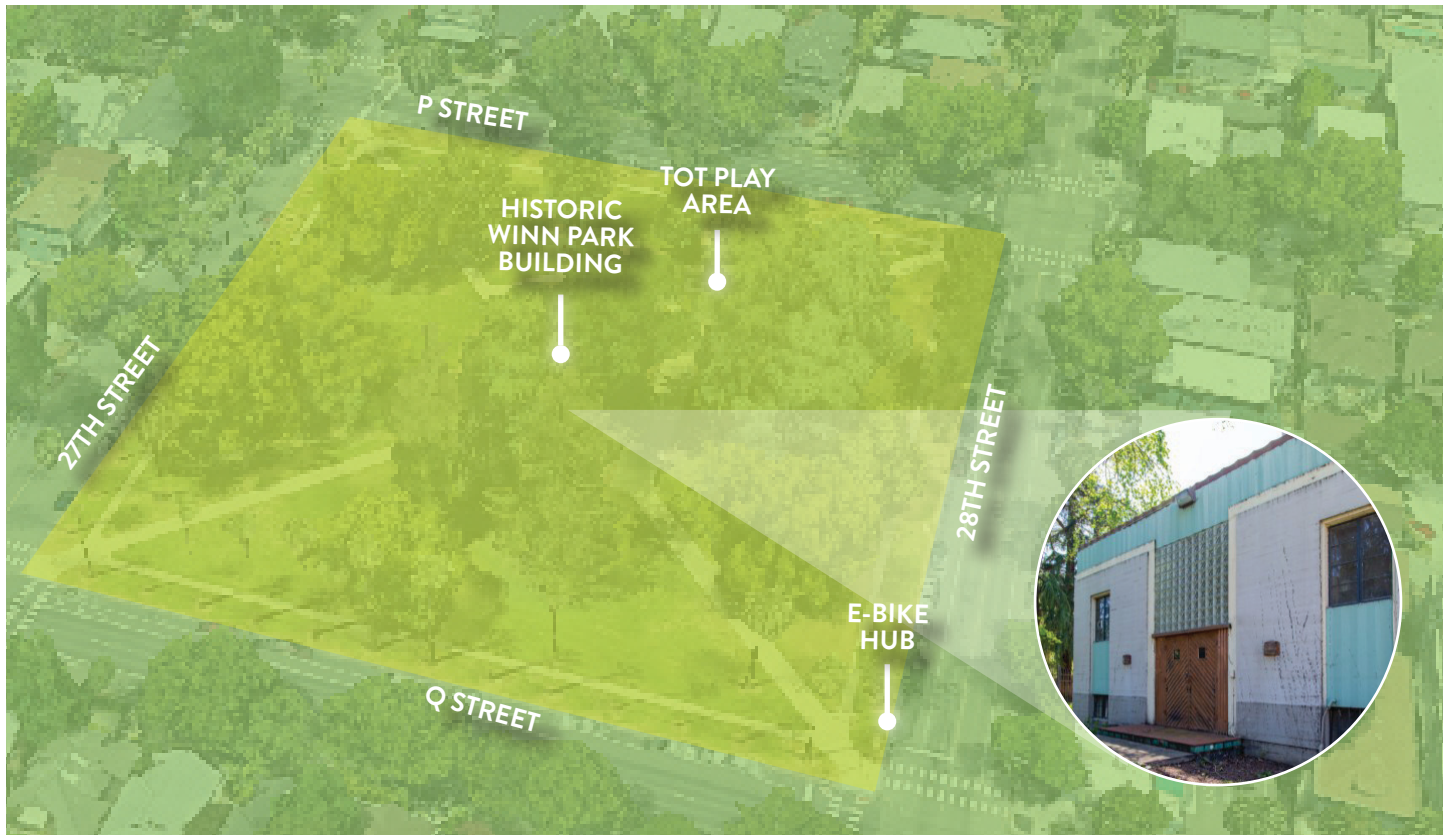 P STREET
TOT PLAY
AREA
HISTORIC
WINN PARK
BUILDING
27TH STREET
28TH STREET
E-BIKE
HUB
Q STREET